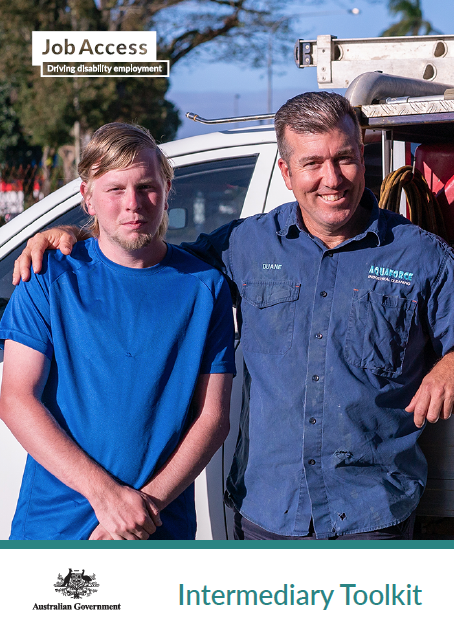 Job Access
Driving disability employment
DUANE
AQUAFORCE
INDUSTRIAL CLEANING
Australian Government
Intermediary Toolkit